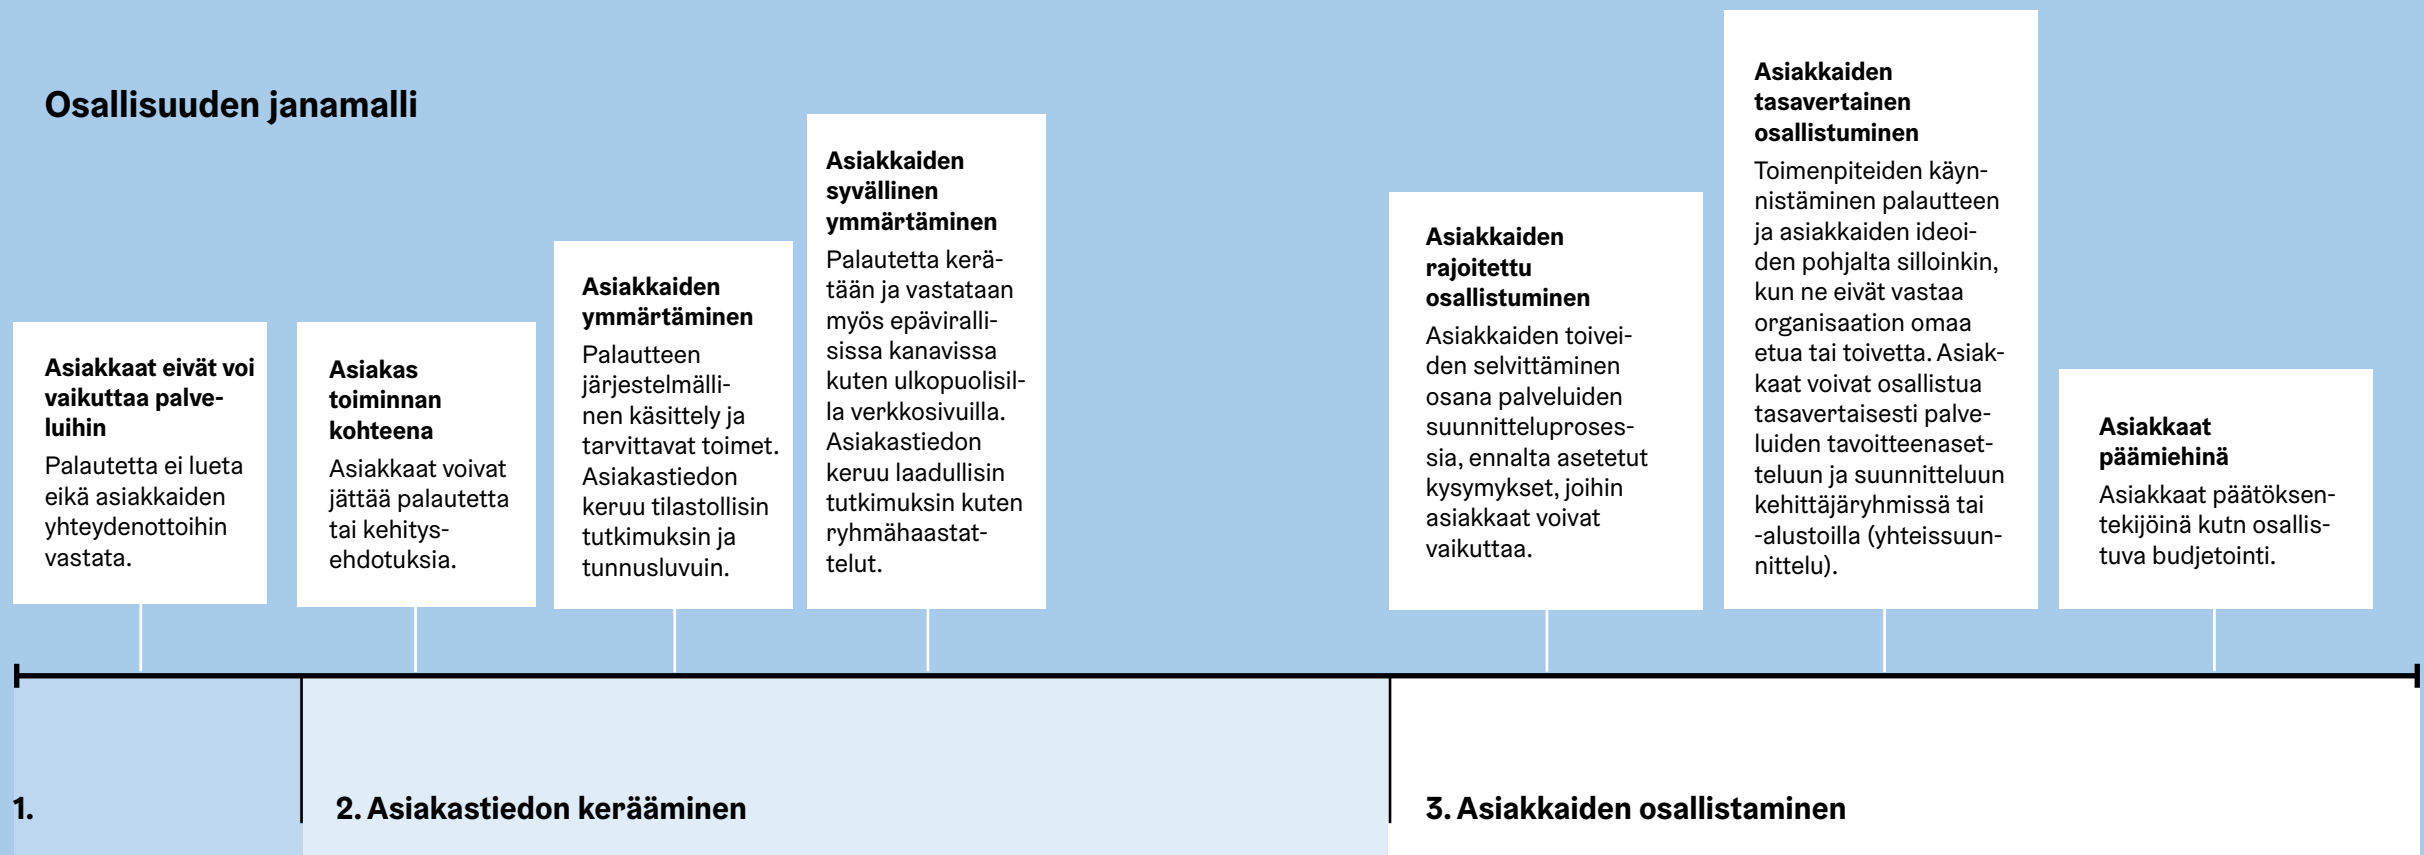 Osallisuuden janamalli
Asiakkaat eivät voi
vaikuttaa palve-
luihin
Palautetta ei lueta
eikä asiakkaiden
yhteydenottoihin
vastata.
Asiakas
toiminnan
kohteena
Asiakkaat voivat
jättää palautetta
tai kehitys-
ehdotuksia.
Asiakkaiden
ymmärtäminen
Palautteen
järjestelmälli-
nen käsittely ja
tarvittavat toimet.
Asiakastiedon
keruu tilastollisin
tutkimuksin ja
tunnusluvuin.
Asiakkaiden
syvällinen
ymmärtäminen
Palautetta kerä-
tään ja vastataan
myös epäviralli-
sissa kanavissa
kuten ulkopuolisil-
la verkkosivuilla.
Asiakastiedon
keruu laadullisin
tutkimuksin kuten
ryhmähaastat-
telut.
Asiakkaiden
rajoitettu
osallistuminen
Asiakkaiden toivei-
den selvittäminen
osana palveluiden
suunnitteluproses-
sia, ennalta asetetut
kysymykset, joihin
asiakkaat voivat
vaikuttaa.
Asiakkaiden
tasavertainen
osallistuminen
Toimenpiteiden käyn-
nistäminen palautteen
ja asiakkaiden ideoi-
den pohjalta silloinkin,
kun ne eivät vastaa
organisaation omaa
etua tai toivetta. Asiak-
kaat voivat osallistua
tasavertaisesti palve-
luiden tavoitteenaset-
teluun ja suunnitteluun
kehittäjäryhmissä tai
-alustoilla (yhteissuun-
nittelu).
Asiakkaat
päämiehinä
Asiakkaat päätöksen-
tekijöinä kutn osallis-
tuva budjetointi.
1.
2. Asiakastiedon kerääminen
3. Asiakkaiden osallistaminen